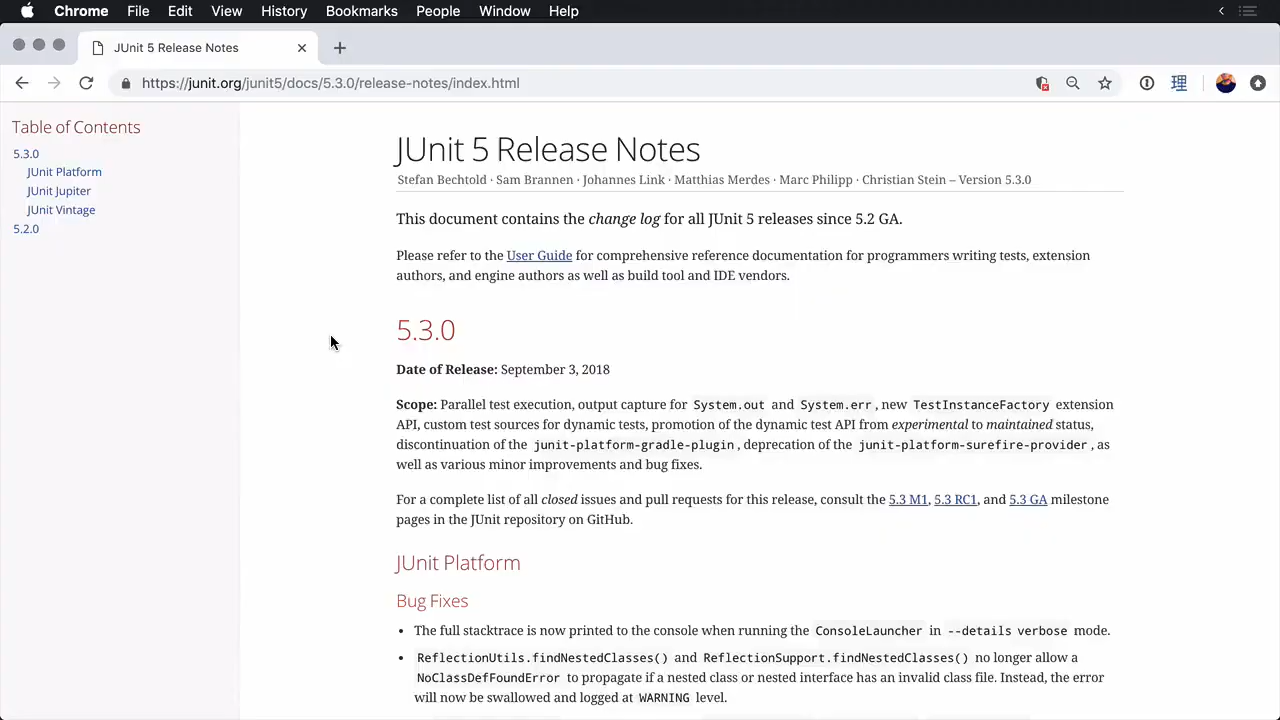 Chrome File Edit View History Bookmarks People Window Help
JUnit 5 Release Notes
https://junit.org/junit5/docs/5.3.0/release-notes/index.html
Table of Contents
5.3.0
JUnit Platform
JUnit Jupiter
JUnit Vintage
5.2.0
JUnit 5 Release Notes
Stefan Bechtold · Sam Brannen · Johannes Link · Matthias Merdes · Marc Philipp · Christian Stein – Version 5.3.0
This document contains the change log for all JUnit 5 releases since 5.2 GA.
Please refer to the User Guide for comprehensive reference documentation for programmers writing tests, extension
authors, and engine authors as well as build tool and IDE vendors.
5.3.0
Date of Release: September 3, 2018
Scope: Parallel test execution, output capture for System.out and System.err, new TestInstanceFactory extension
API, custom test sources for dynamic tests, promotion of the dynamic test API from experimental to maintained status,
discontinuation of the junit-platform-gradle-plugin, deprecation of the junit-platform-surefire-provider, as
well as various minor improvements and bug fixes.
For a complete list of all closed issues and pull requests for this release, consult the 5.3 M1, 5.3 RC1, and 5.3 GA milestone
pages in the JUnit repository on GitHub.
JUnit Platform
Bug Fixes
• The full stacktrace is now printed to the console when running the ConsoleLauncher in --details verbose mode.
• ReflectionUtils.findNestedClasses() and ReflectionSupport.findNestedClasses() no longer allow a
NoClassDefFoundError to propagate if a nested class or nested interface has an invalid class file. Instead, the error
will now be swallowed and logged at WARNING level.